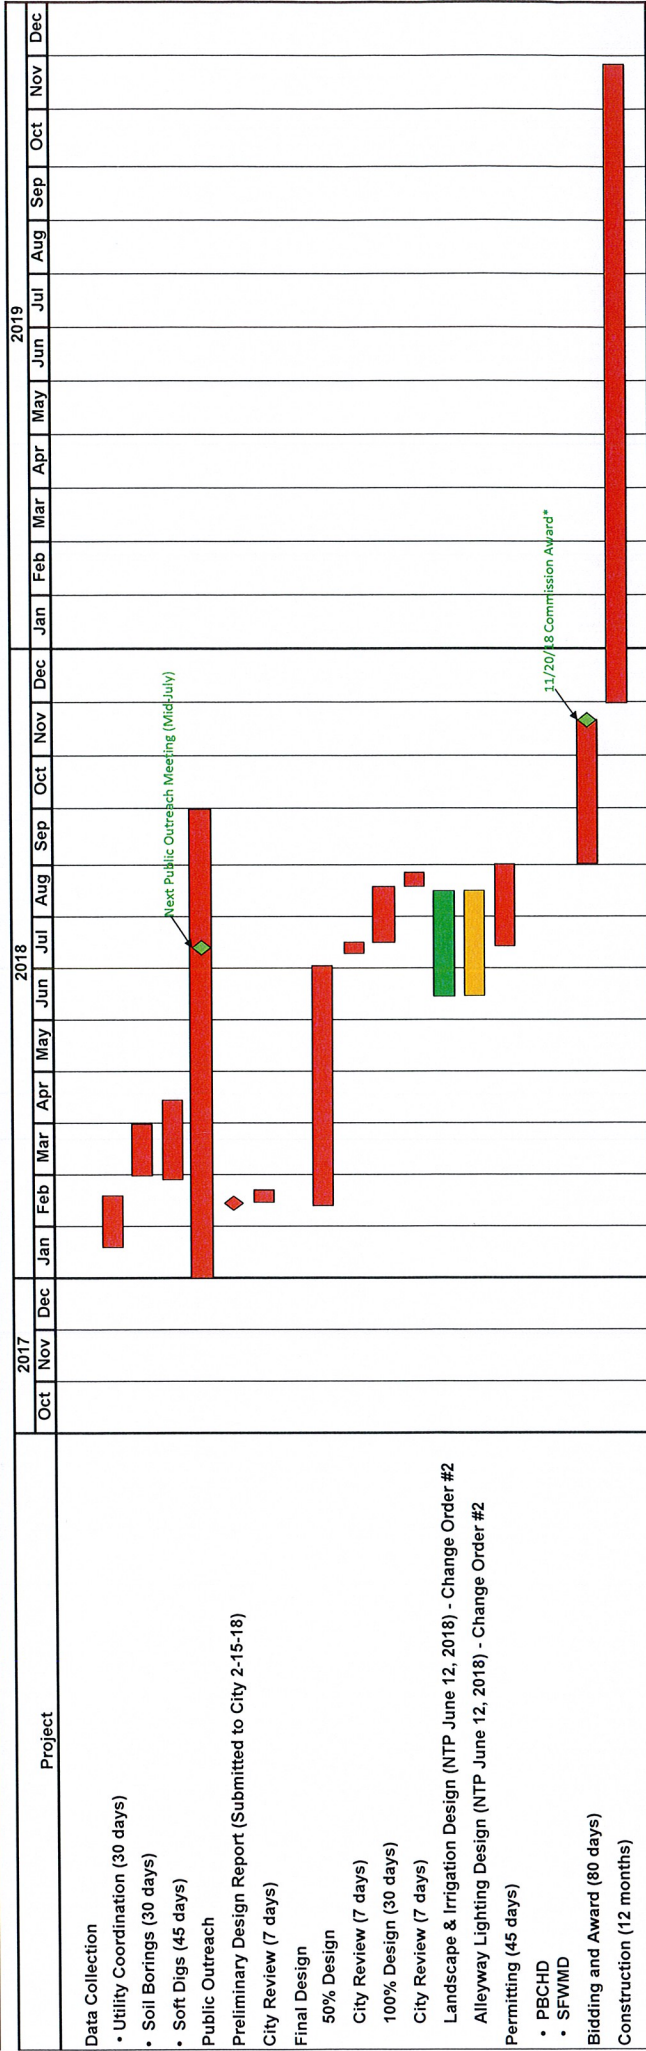 2017 2018 2019
Project Oct Nov Dec Jan Feb Mar Apr May Jun Jul Aug Sep Oct Nov Dec Jan Feb Mar Apr May Jun Jul Aug Sep Oct Nov Dec
Data Collection
• Utility Coordination (30 days)
• Soil Borings (30 days)
• Soft Digs (45 days)
Next Public Outreach Meeting (Mid-July)
Public Outreach
Preliminary Design Report (Submitted to City 2-15-18)
City Review (7 days)
Final Design
50% Design
City Review (7 days)
100% Design (30 days)
City Review (7 days)
Landscape & Irrigation Design (NTP June 12, 2018) - Change Order #2
Alleyway Lighting Design (NTP June 12, 2018) - Change Order #2
Permitting (45 days)
• PBCHD
• SFWMD
11/20/18 Commission Award*
Bidding and Award (80 days)
Construction (12 months)